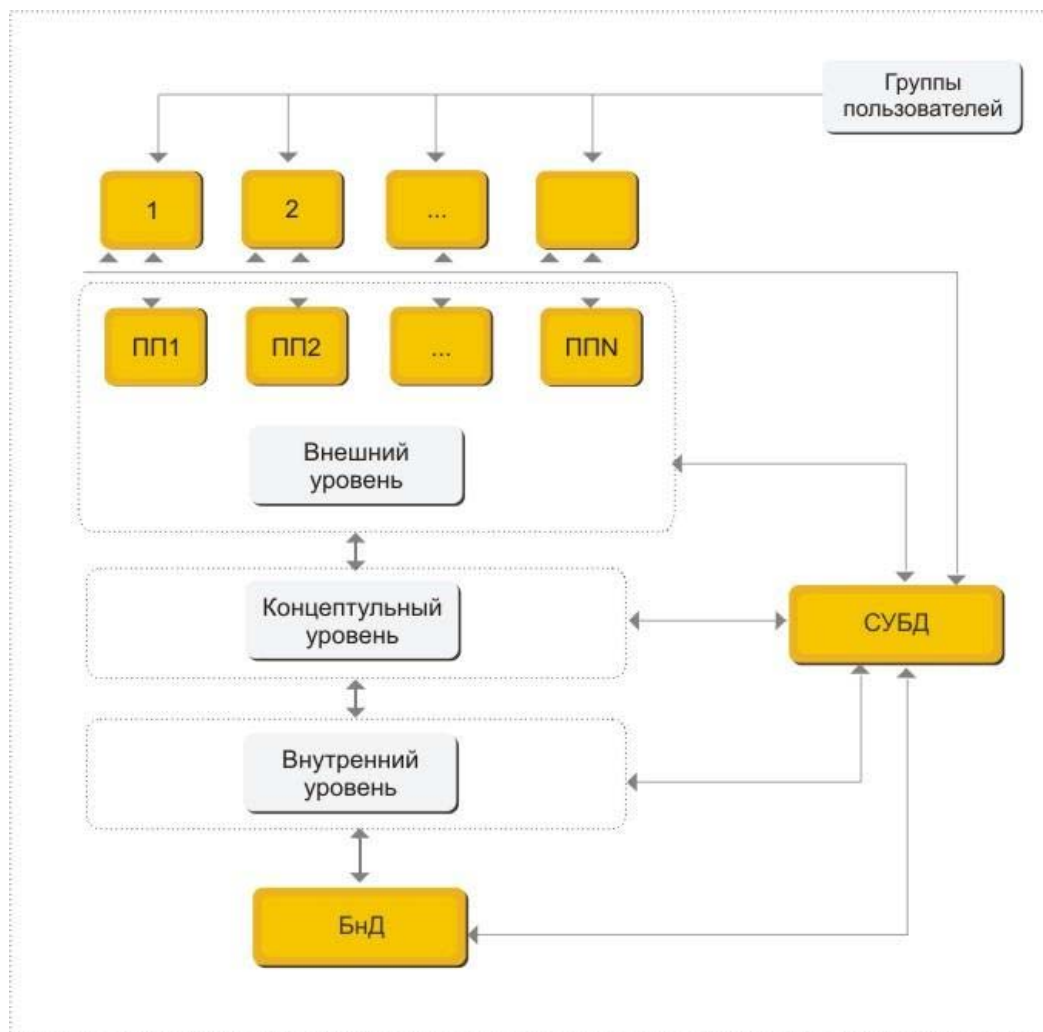 Группы
пользователей
1
2
...
ПП1
ПП2
...
ППN
Внешний
уровень
Концептульный
уровень
СУБД
Внутренний
уровень
БнД